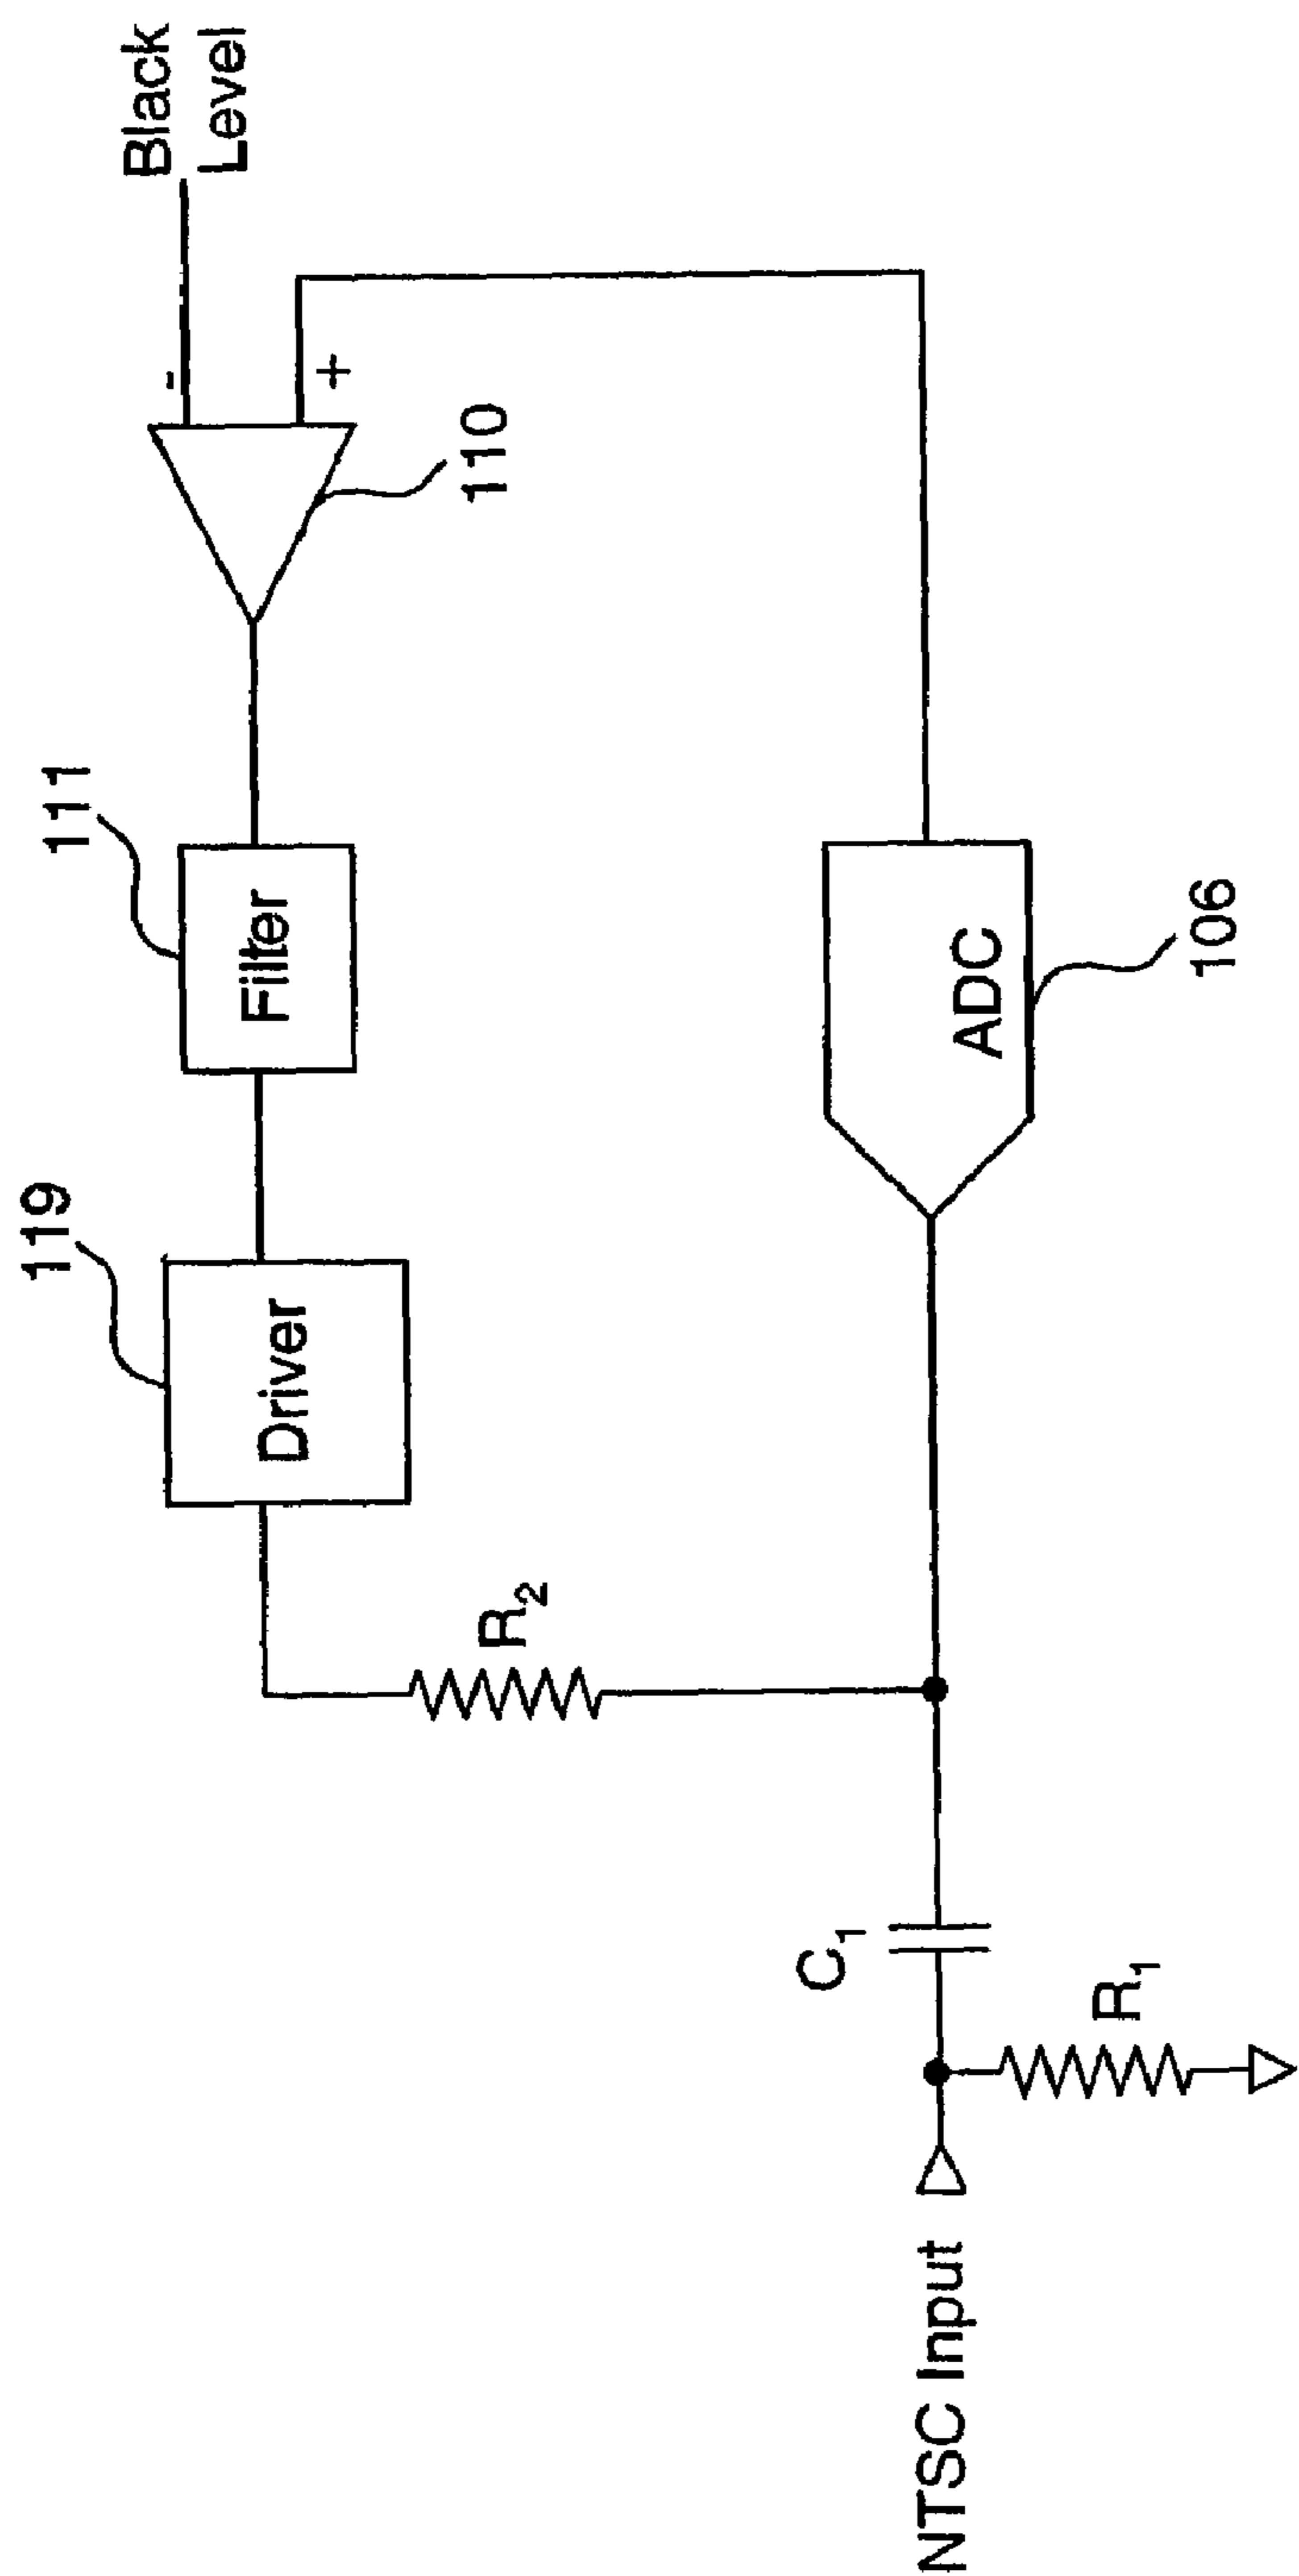 119
111
Black
Level
Driver
Filter
-
+
110
R2
C1
ADC
106
NTSC Input
R1